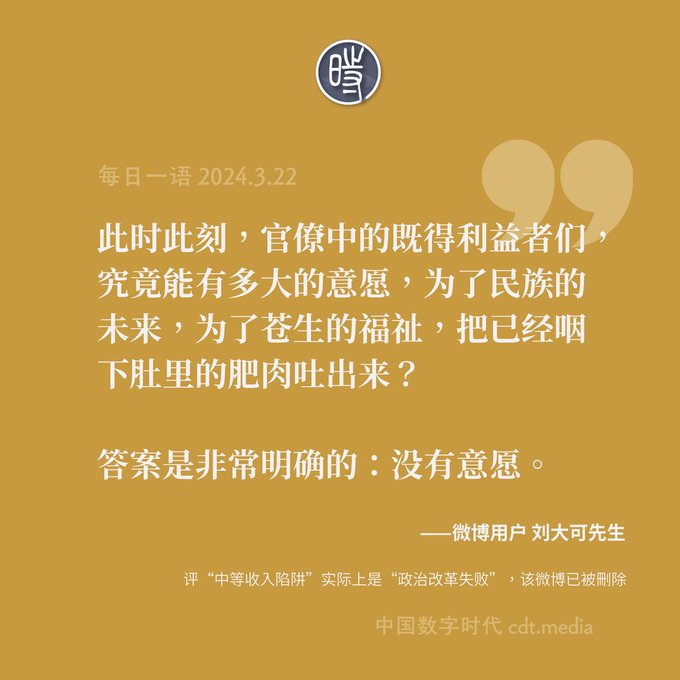 時
每日一语 2024.3.22
此时此刻，官僚中的既得利益者们，
究竟能有多大的意愿，为了民族的
未来，为了苍生的福祉，把已经咽
下肚里的肥肉吐出来？
答案是非常明确的：没有意愿。
——微博用户 刘大可先生
评“中等收入陷阱”实际上是“政治改革失败”，该微博已被删除
中国数字时代 cdt.media